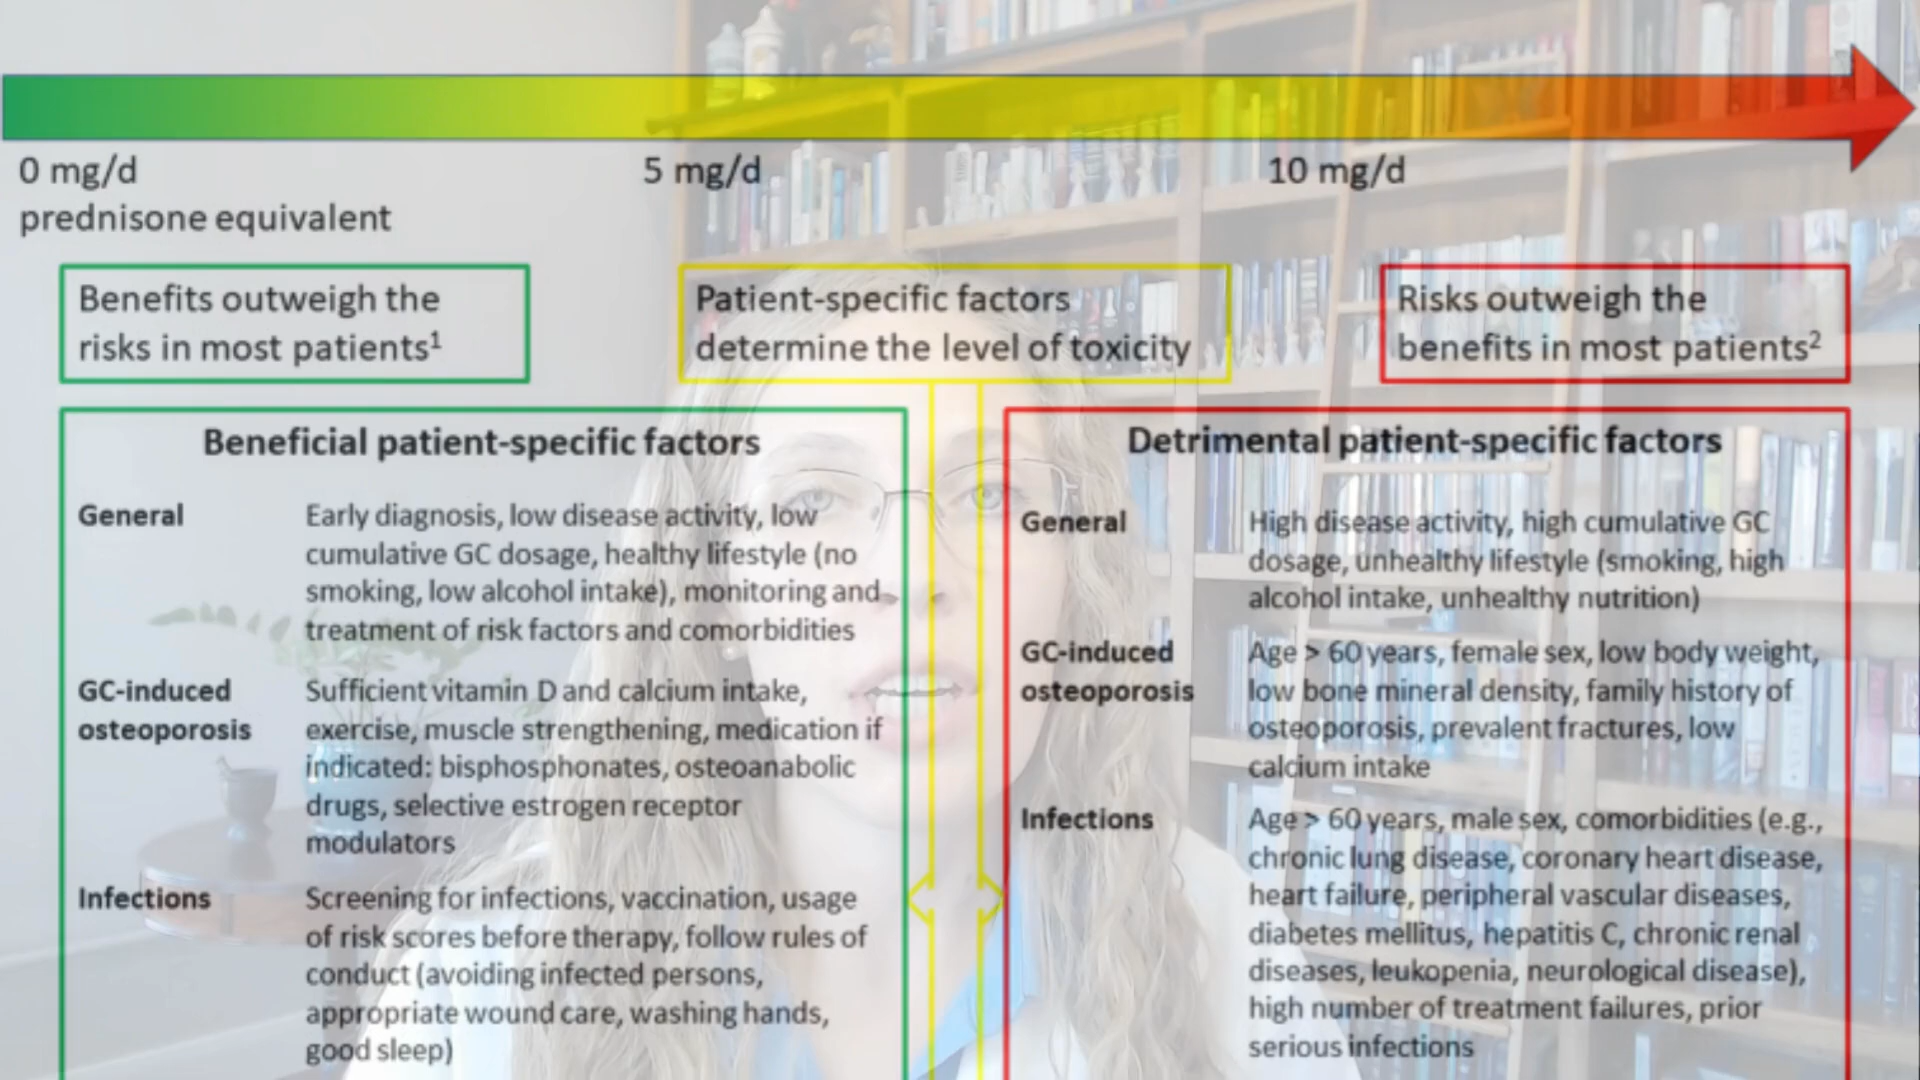 0 mg/d
5 mg/d
10 mg/d
prednisone equivalent
Benefits outweigh the
risks in most patients¹
Patient-specific factors
determine the level of toxicity
Risks outweigh the
benefits in most patients²
Beneficial patient-specific factors
General
Early diagnosis, low disease activity, low
cumulative GC dosage, healthy lifestyle (no
smoking, low alcohol intake), monitoring and
treatment of risk factors and comorbidities
GC-induced
osteoporosis
Sufficient vitamin D and calcium intake,
exercise, muscle strengthening, medication if
indicated: bisphosphonates, osteoanabolic
drugs, selective estrogen receptor
modulators
Infections
Screening for infections, vaccination, usage
of risk scores before therapy, follow rules of
conduct (avoiding infected persons,
appropriate wound care, washing hands,
good sleep)
Detrimental patient-specific factors
General
High disease activity, high cumulative GC
dosage, unhealthy lifestyle (smoking, high
alcohol intake, unhealthy nutrition)
GC-induced
osteoporosis
Age > 60 years, female sex, low body weight,
low bone mineral density, family history of
osteoporosis, prevalent fractures, low
calcium intake
Infections
Age > 60 years, male sex, comorbidities (e.g.,
chronic lung disease, coronary heart disease,
heart failure, peripheral vascular diseases,
diabetes mellitus, hepatitis C, chronic renal
diseases, leukopenia, neurological disease),
high number of treatment failures, prior
serious infections